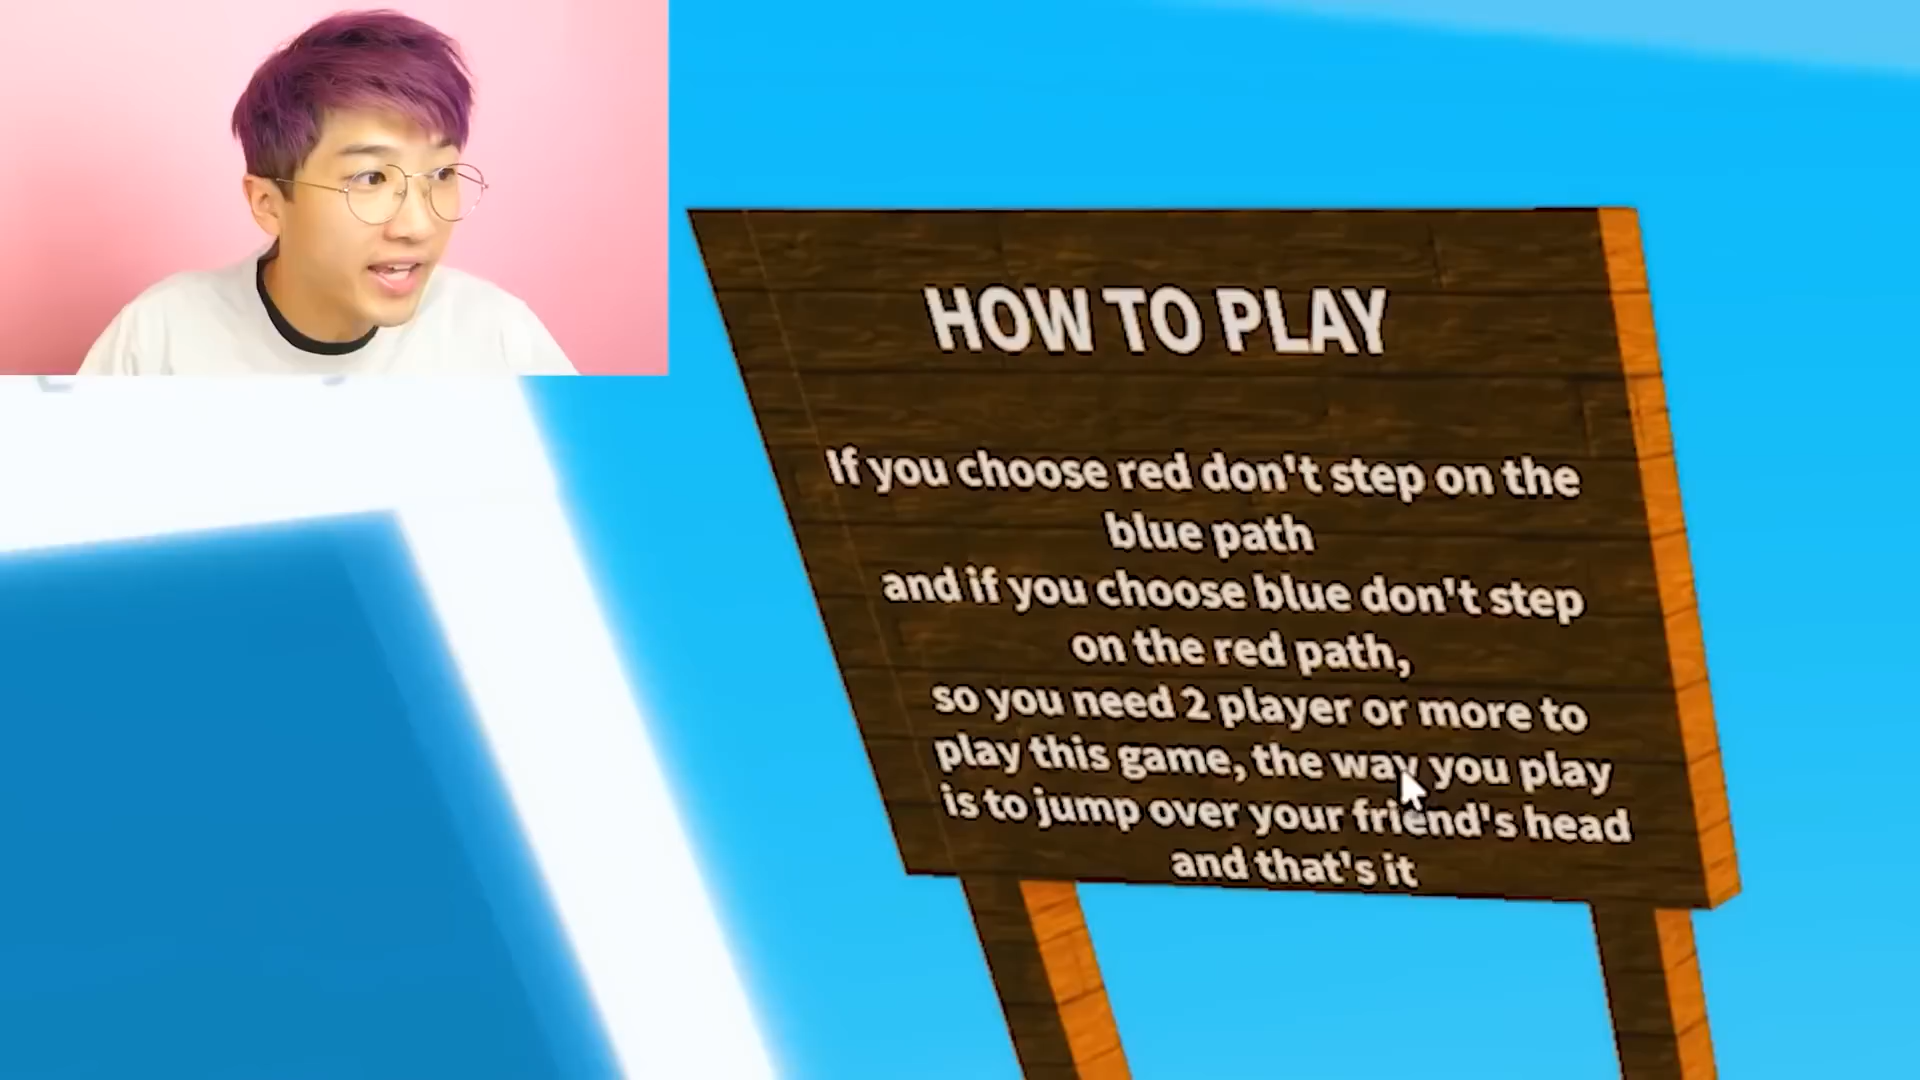 HOW TO PLAY
If you choose red don't step on the
blue path
and if you choose blue don't step
on the red path,
so you need 2 player or more to
play this game, the way you play
is to jump over your friend's head
and that's it